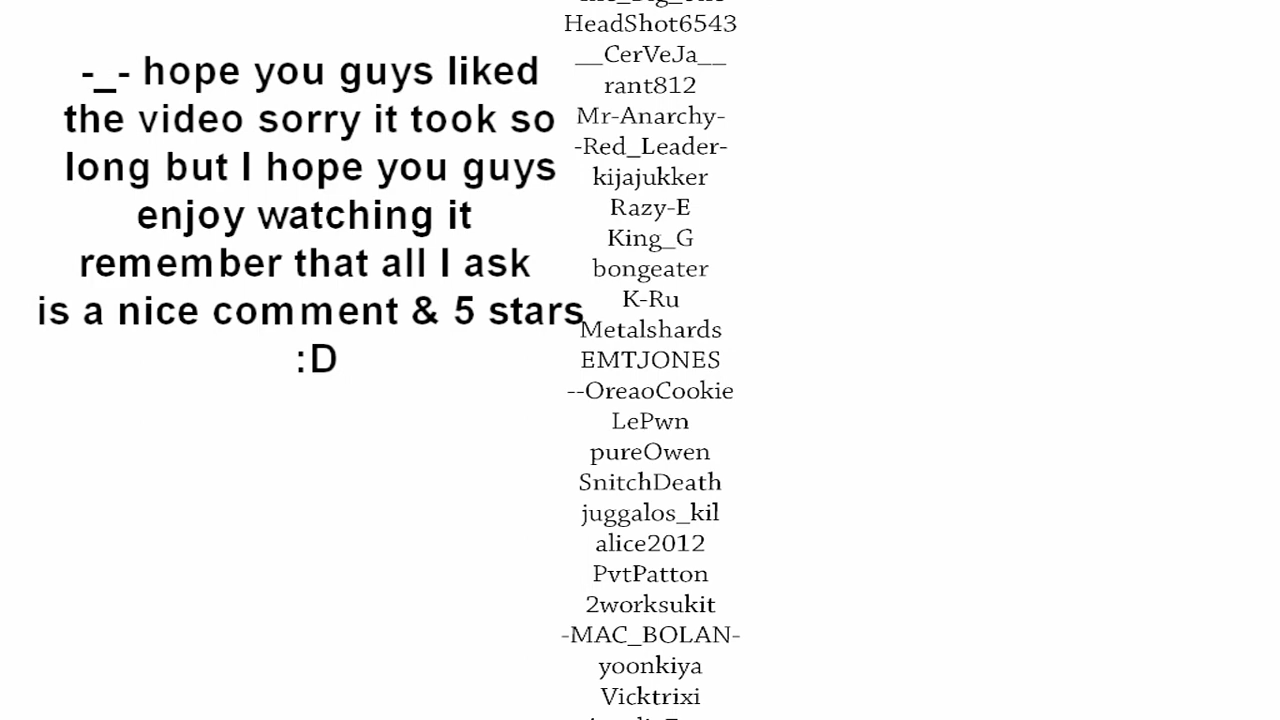 -_- hope you guys liked
the video sorry it took so
long but I hope you guys
enjoy watching it
remember that all I ask
is a nice comment & 5 stars
:D
HeadShot6543
__CerVeJa__
rant812
Mr-Anarchy-
-Red_Leader-
kijajukker
Razy-E
King_G
bongeater
K-Ru
Metalshards
EMTJONES
--OreaoCookie
LePwn
pureOwen
SnitchDeath
juggalos_kil
alice2012
PvtPatton
2worksukit
-MAC_BOLAN-
yoonkiya
Vicktrixi